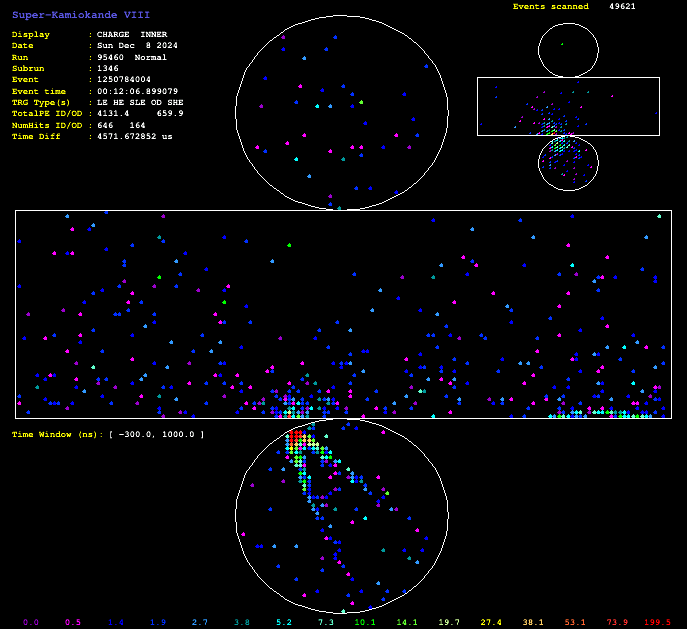 Super-Kamiokande VIII
Events scanned 49621
Display : CHARGE INNER
Date : Sun Dec 8 2024
Run : 95460 Normal
Subrun : 1346
Event : 1250784004
Event time : 00:12:06.899079
TRG Type(s) : LE HE SLE OD SHE
TotalPE ID/OD : 4131.4 659.9
NumHits ID/OD : 646 164
Time Diff : 4571.672852 us
Time Window (ns): [ -300.0, 1000.0 ]
0.0 0.5 1.4 1.9 2.7 3.8 5.2 7.3 10.1 14.1 19.7 27.4 38.1 53.1 73.9 199.5